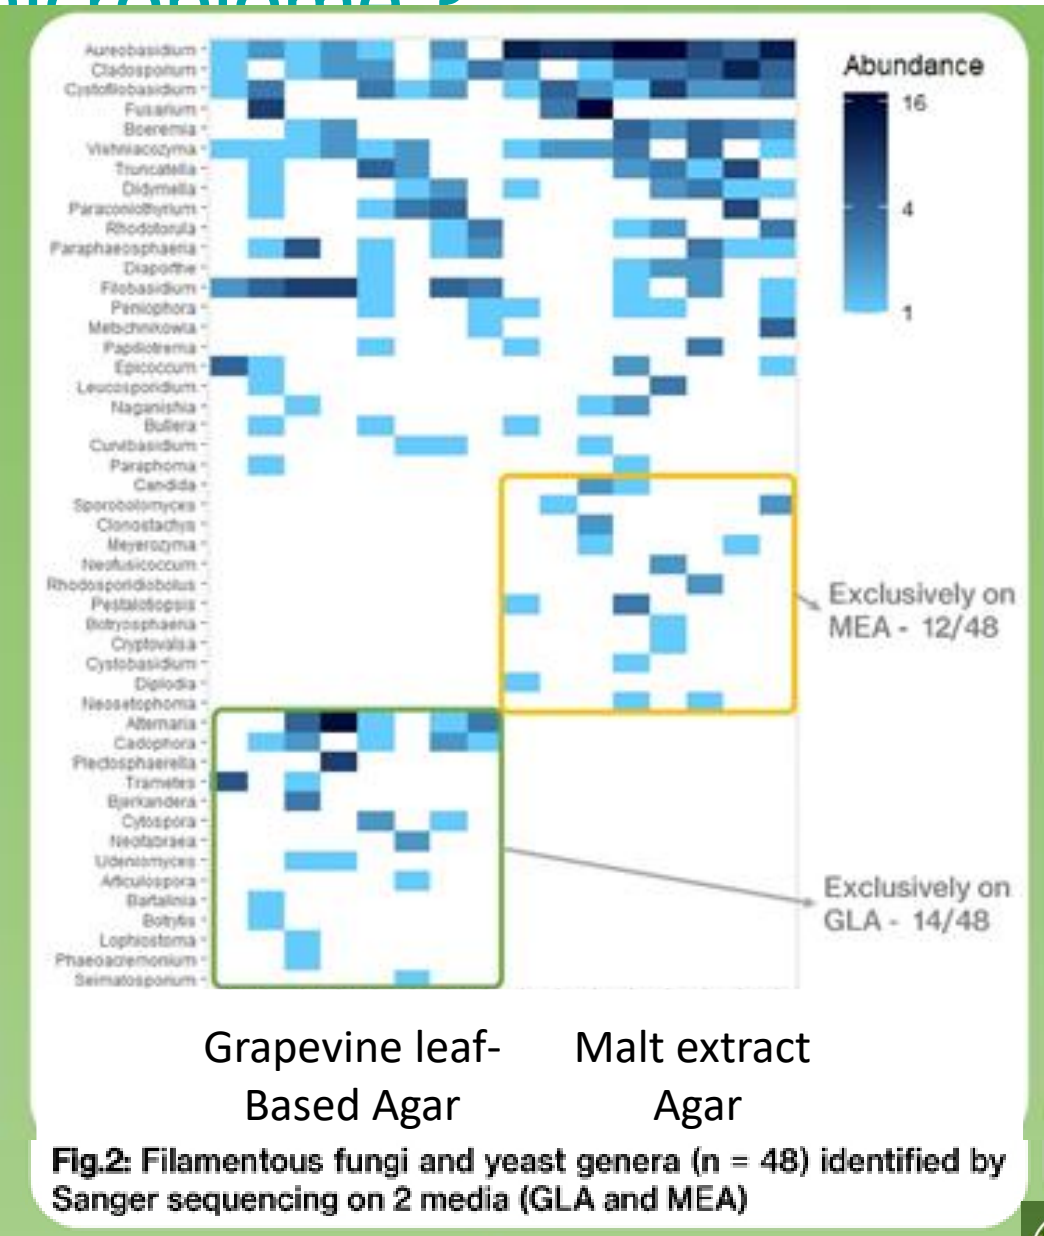 Abundance
16
4
1
Aureobasidium
Cladosporium
Cystofilobasidium
Fusarium
Boeremia
Vishniacozyma
Truncatella
Didymella
Paraconiothyrium
Rhodotorula
Paraphaeosphaeria
Diaporthe
Filobasidium
Peniophora
Metschnikowia
Papiliotrema
Epicoccum
Leucosporidium
Naganishia
Bullera
Curvibasidium
Paraphoma
Candida
Sporobolomyces
Clonostachys
Meyerozyma
Neofusicoccum
Rhodosporidiobolus
Pestalotiopsis
Botryosphaeria
Cryptovalsa
Cystobasidium
Diplodia
Neosetophoma
Alternaria
Cadophora
Plectosphaerella
Trametes
Bjerkandera
Cytospora
Neofabraea
Udeniomyces
Articulospora
Bartalinia
Botrytis
Lophiostoma
Phaeoacremonium
Seimatosporium
Exclusively on
MEA - 12/48
Exclusively on
GLA - 14/48
Grapevine leaf-
Based Agar
Malt extract
Agar
Fig.2: Filamentous fungi and yeast genera (n = 48) identified by
Sanger sequencing on 2 media (GLA and MEA)